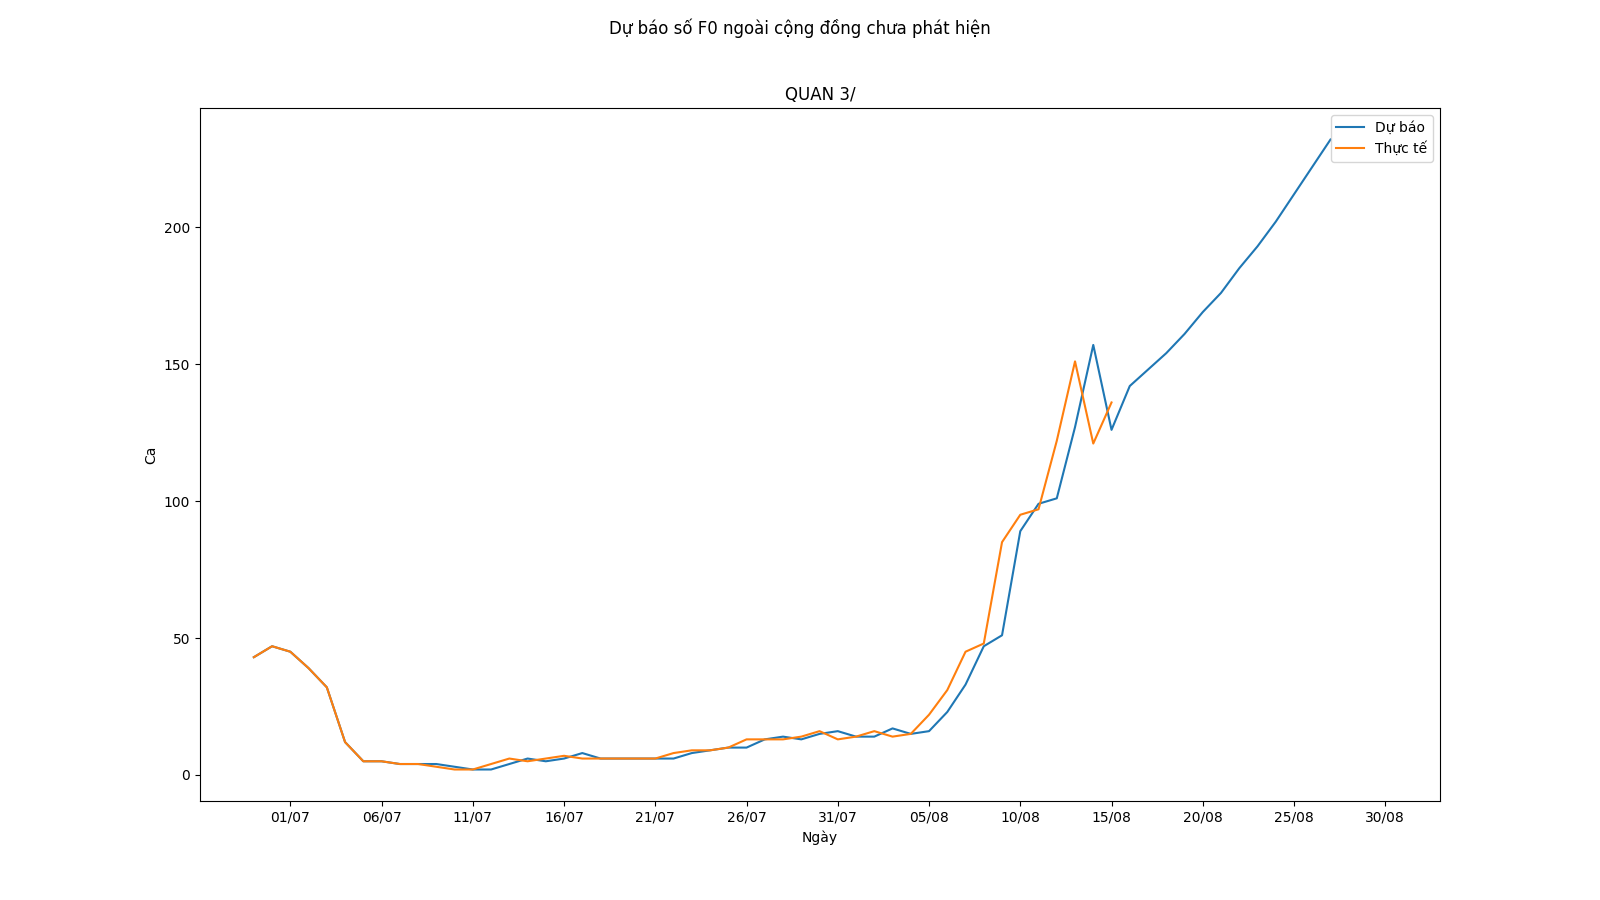 Dự báo số F0 ngoài cộng đồng chưa phát hiện
QUAN 3/
Dự báo
Thực tế
200
150
100
50
0
Ca
01/07 06/07 11/07 16/07 21/07 26/07 31/07 05/08 10/08 15/08 20/08 25/08 30/08
Ngày